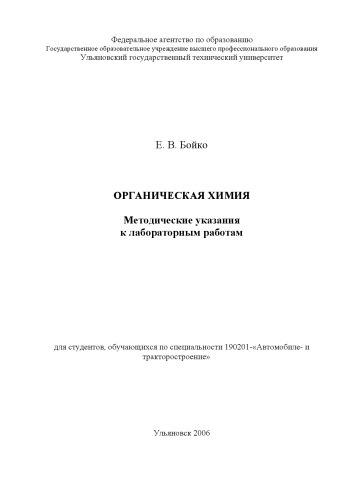 Федеральное агентство по образованию
Государственное образовательное учреждение высшего профессионального образования
Ульяновский государственный технический университет
Е. В. Бойко
ОРГАНИЧЕСКАЯ ХИМИЯ
Методические указания
к лабораторным работам
для студентов, обучающихся по специальности 190201-«Автомобиле- и
тракторостроение»
Ульяновск 2006